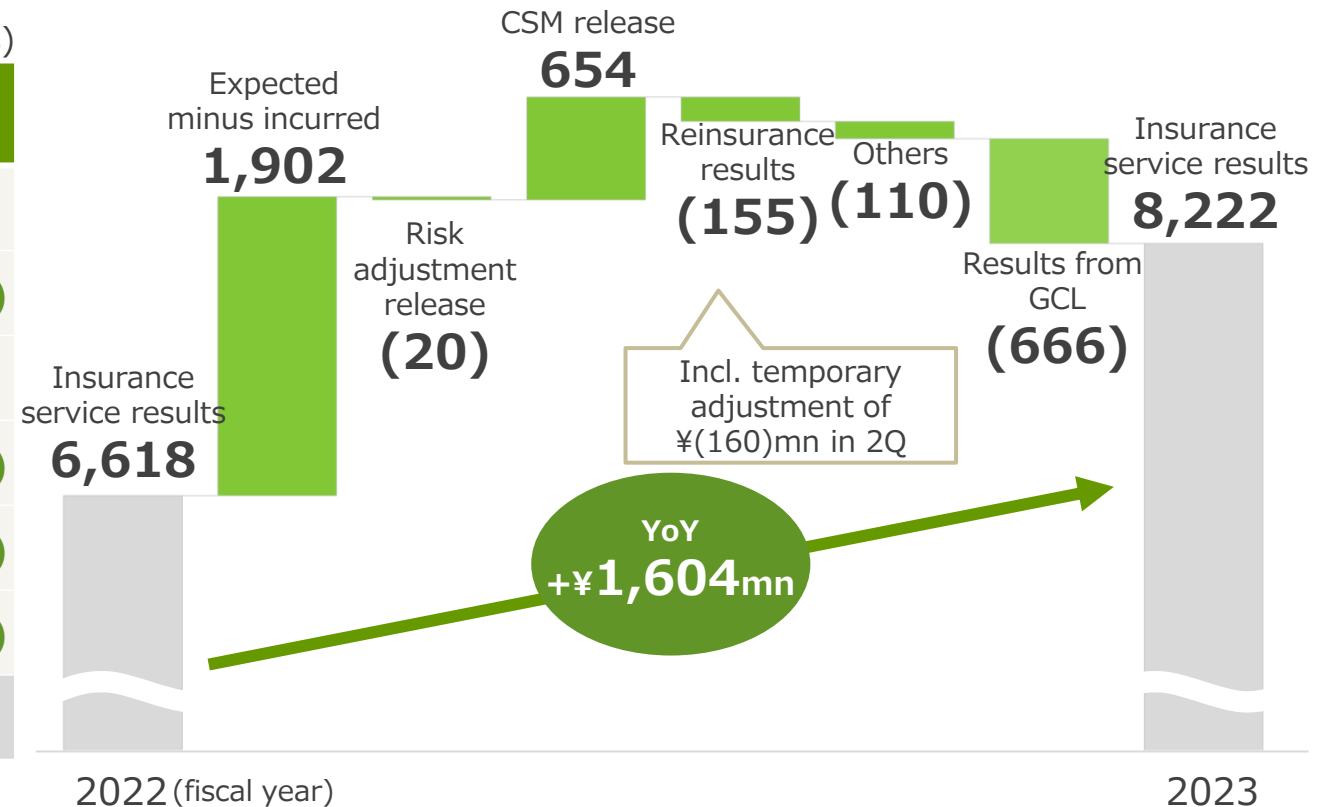 )
CSM release
654
Expected
minus incurred
1,902
Risk
adjustment
release
(20)
Reinsurance
results
(155)
Others
(110)
Results from
GCL
(666)
Insurance
service results
8,222
Insurance
service results
6,618
Incl. temporary
adjustment of
¥(160)mn in 2Q
YoY
+¥1,604mn
2022 (fiscal year)
2023